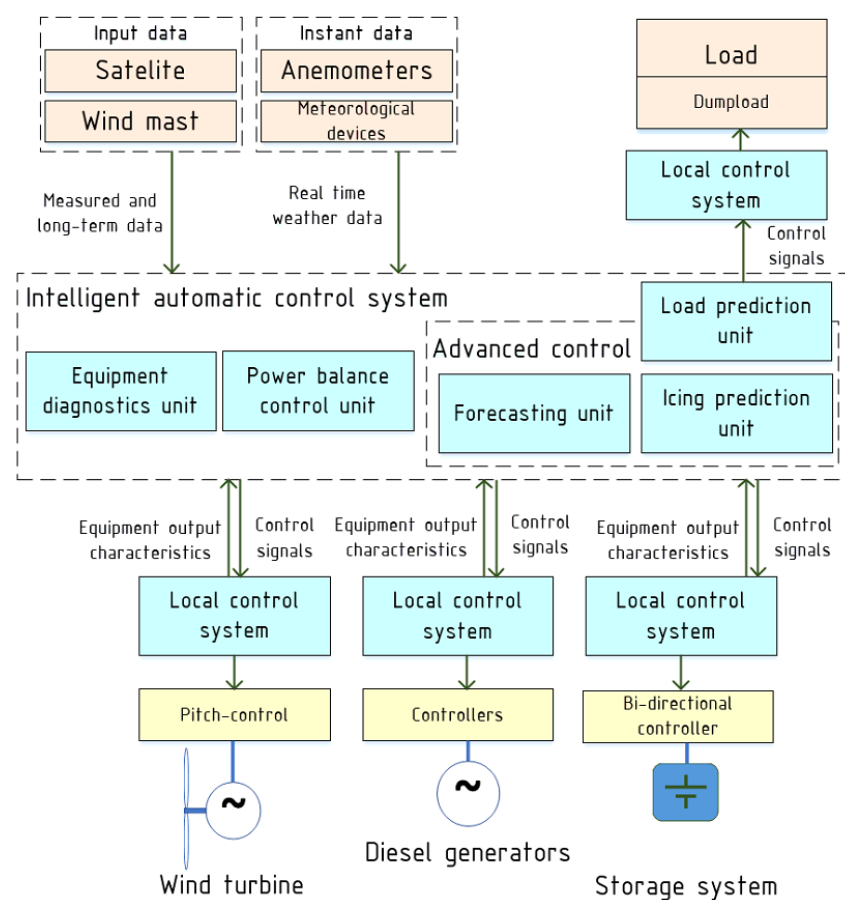 Input data
Satelite
Wind mast
Instant data
Anemometers
Meteorological
devices
Load
Dumpload
Local control
system
Measured and
long-term data
Real time
weather data
Control
signals
Intelligent automatic control system
Load prediction
unit
Advanced control
Equipment
diagnostics unit
Power balance
control unit
Forecasting unit
Icing prediction
unit
Equipment output
characteristics
Control
signals
Equipment output
characteristics
Control
signals
Equipment output
characteristics
Control
signals
Local control
system
Local control
system
Local control
system
Pitch-control
Controllers
Bi-directional
controller
~
~
Diesel generators
Wind turbine
Storage system